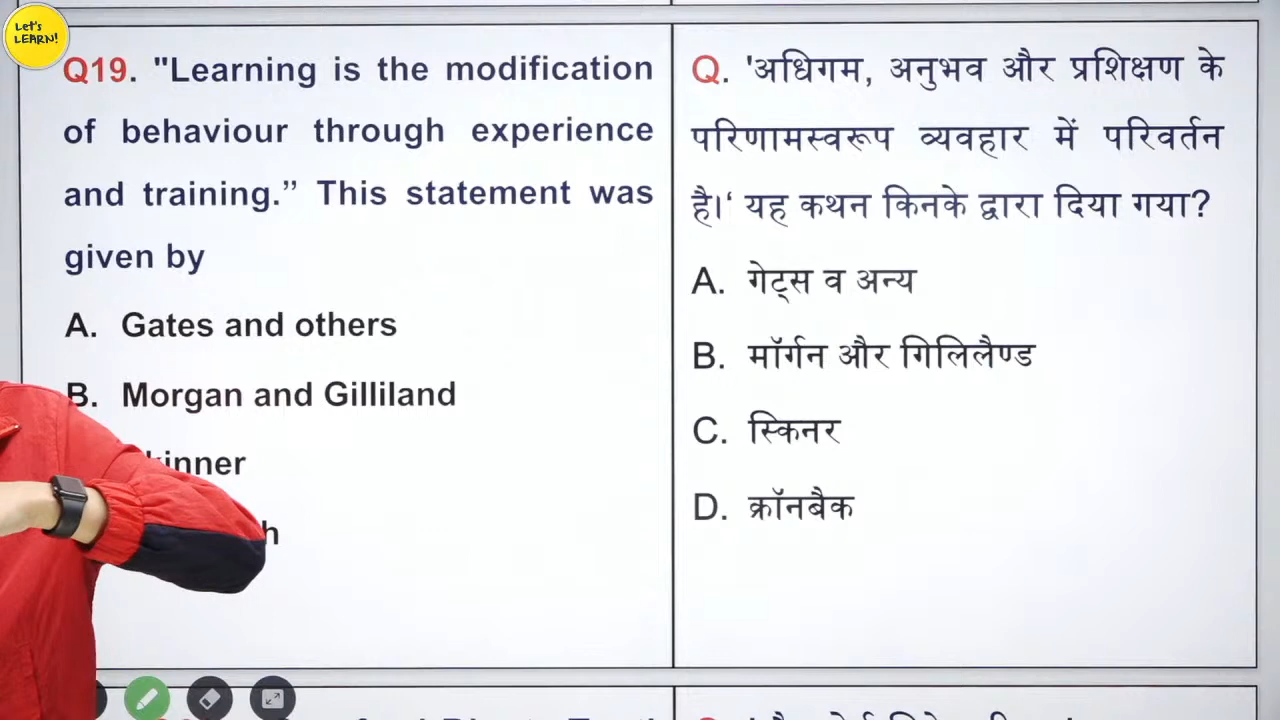 Let's
LEARN!
Q19. "Learning is the modification
of behaviour through experience
and training.” This statement was
given by
A. Gates and others
B. Morgan and Gilliland
Q. 'अधिगम, अनुभव और प्रशिक्षण के
परिणामस्वरूप व्यवहार में परिवर्तन
है।‘ यह कथन किनके द्वारा दिया गया?
A. गेट्स व अन्य
B. मॉर्गन और गिलिलैण्ड
C. स्किनर
D. क्रॉनबैक